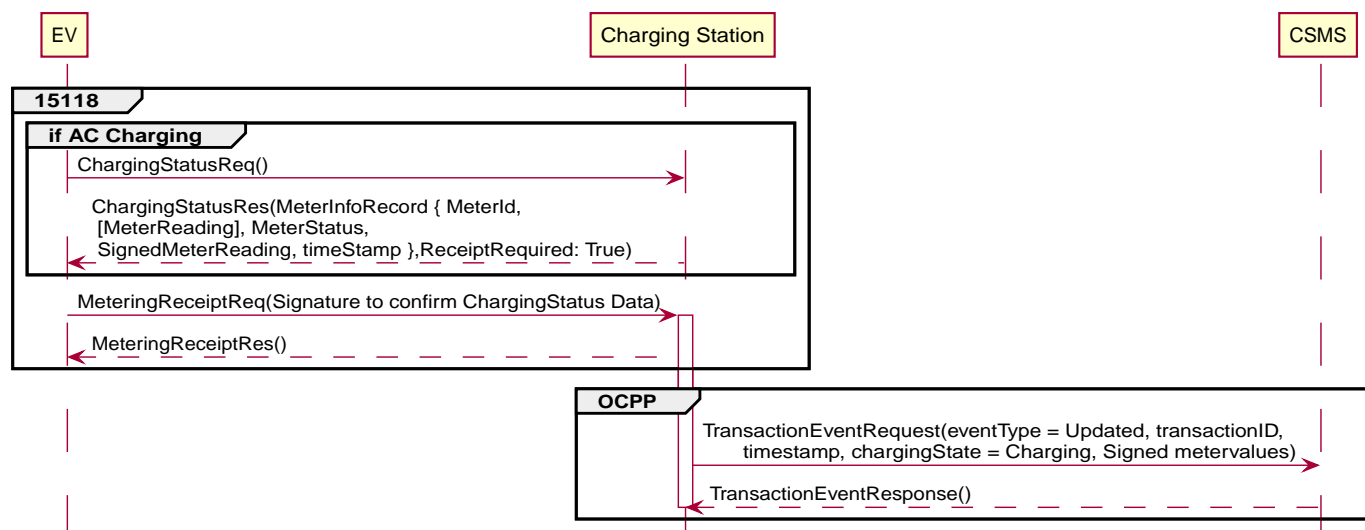 EV
Charging Station
CSMS
15118
if AC Charging
ChargingStatusReq()
ChargingStatusRes(MeterInfoRecord { MeterId,
[MeterReading], MeterStatus,
SignedMeterReading, timeStamp },ReceiptRequired: True)
MeteringReceiptReq(Signature to confirm ChargingStatus Data)
MeteringReceiptRes()
OCPP
TransactionEventRequest(eventType = Updated, transactionID,
timestamp, chargingState = Charging, Signed metervalues)
TransactionEventResponse()